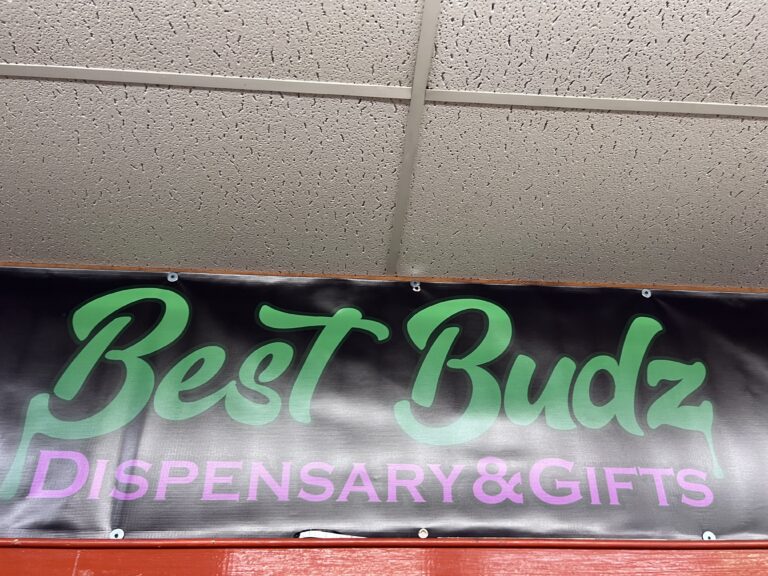 Best Budz
Dispensary & Gifts